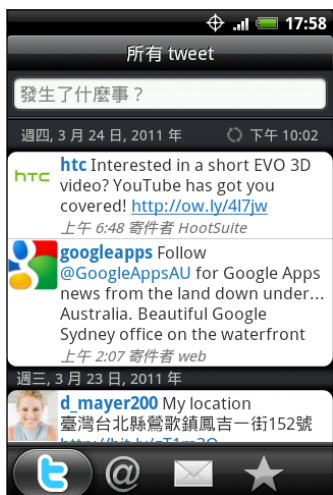 17:58
所有 tweet
發生了什麼事？
週四, 3 月 24 日, 2011 年 下午 10:02
htc Interested in a short EVO 3D
video? YouTube has got you
covered! http://ow.ly/4l7jw
上午 6:48 寄件者 HootSuite
googleapps Follow
@GoogleAppsAU for Google Apps
news from the land down under...
Australia. Beautiful Google
Sydney office on the waterfront
上午 2:07 寄件者 web
週三, 3 月 23 日, 2011 年
d_mayer200 My location
臺灣台北縣鶯歌鎮鳳吉一街152號